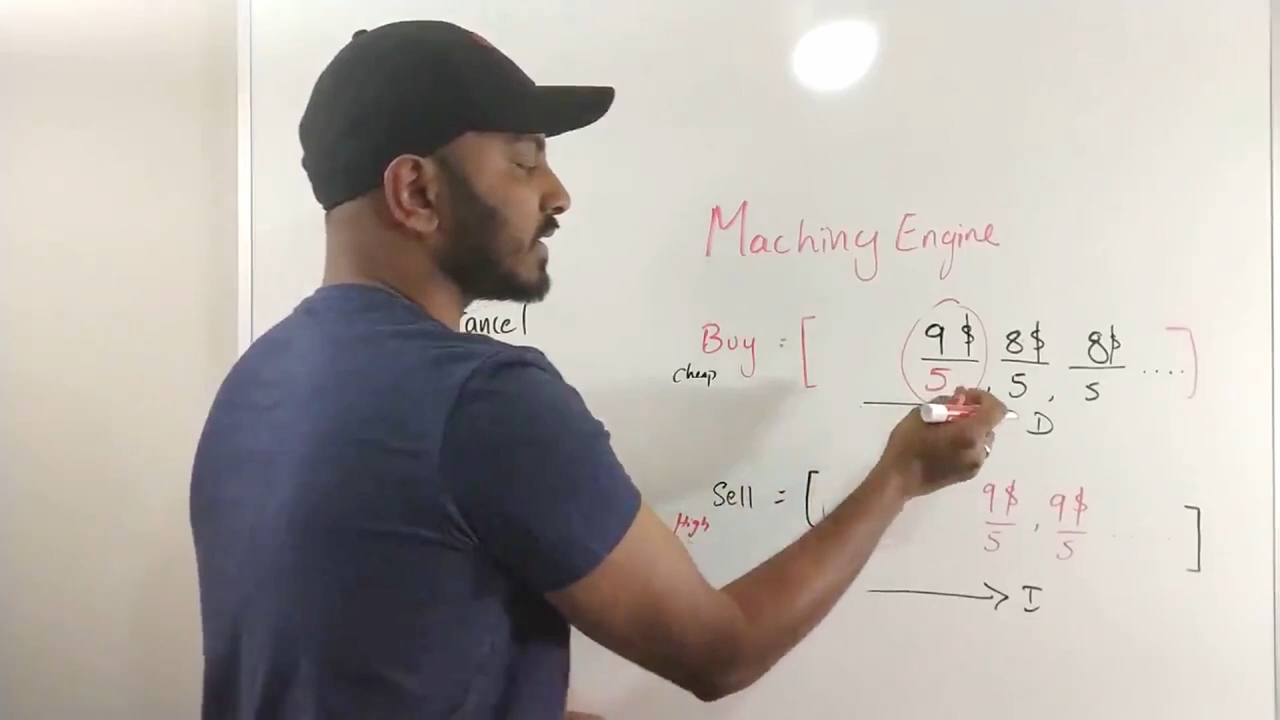 Maching Engine
ancel
Buy = [ 9$/5, 8$/5, 8$/5 .... ]
Cheap
D
Sell = [ 9$/5, 9$/5 ..... ]
High
I